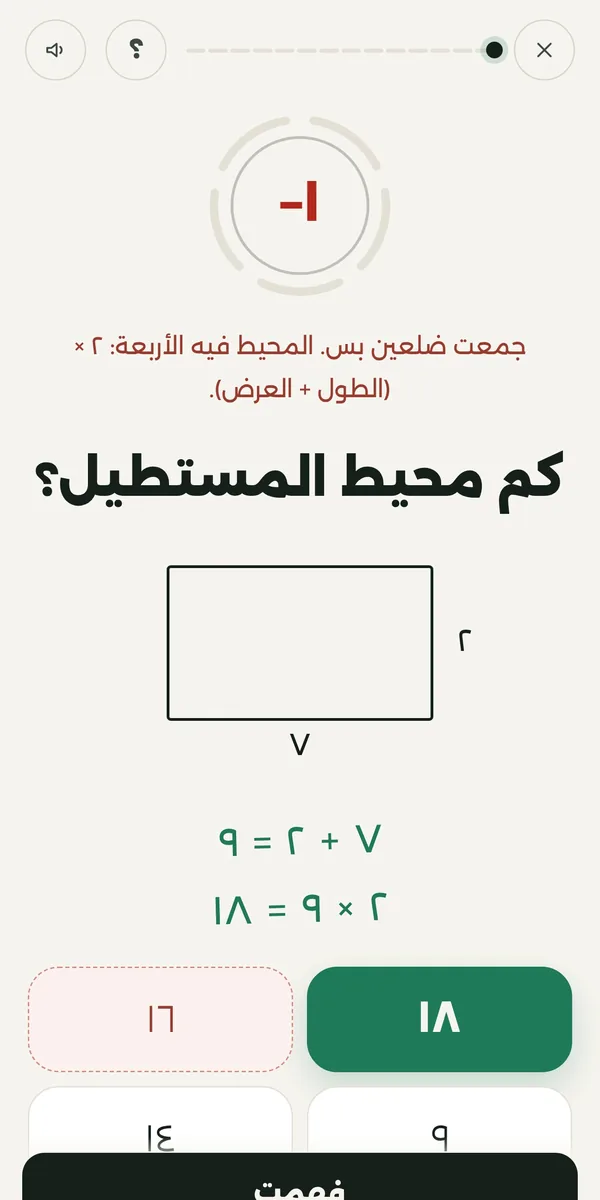 ؟
-١
جمعت ضلعين بس. المحيط فيه الأربعة: ٢ ×
(الطول + العرض).
كم محيط المستطيل؟
٢
٧
٧ + ٢ = ٩
٢ × ٩ = ١٨
١٨
١٦
٩
١٤
فهمت